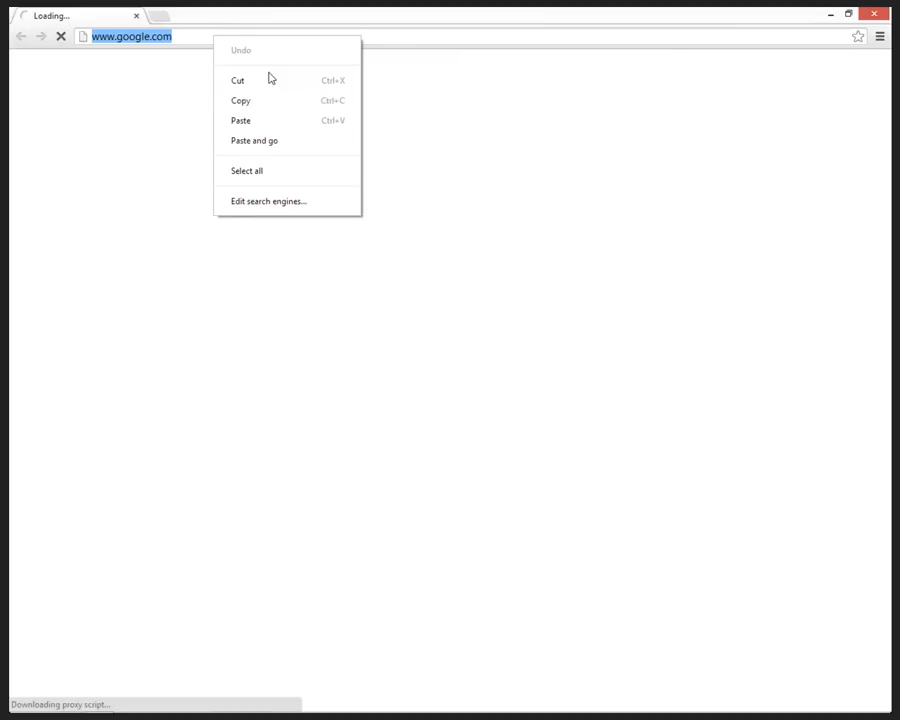 Loading...
www.google.com
Undo
Cut Ctrl+X
Copy Ctrl+C
Paste Ctrl+V
Paste and go
Select all
Edit search engines...
Downloading proxy script...